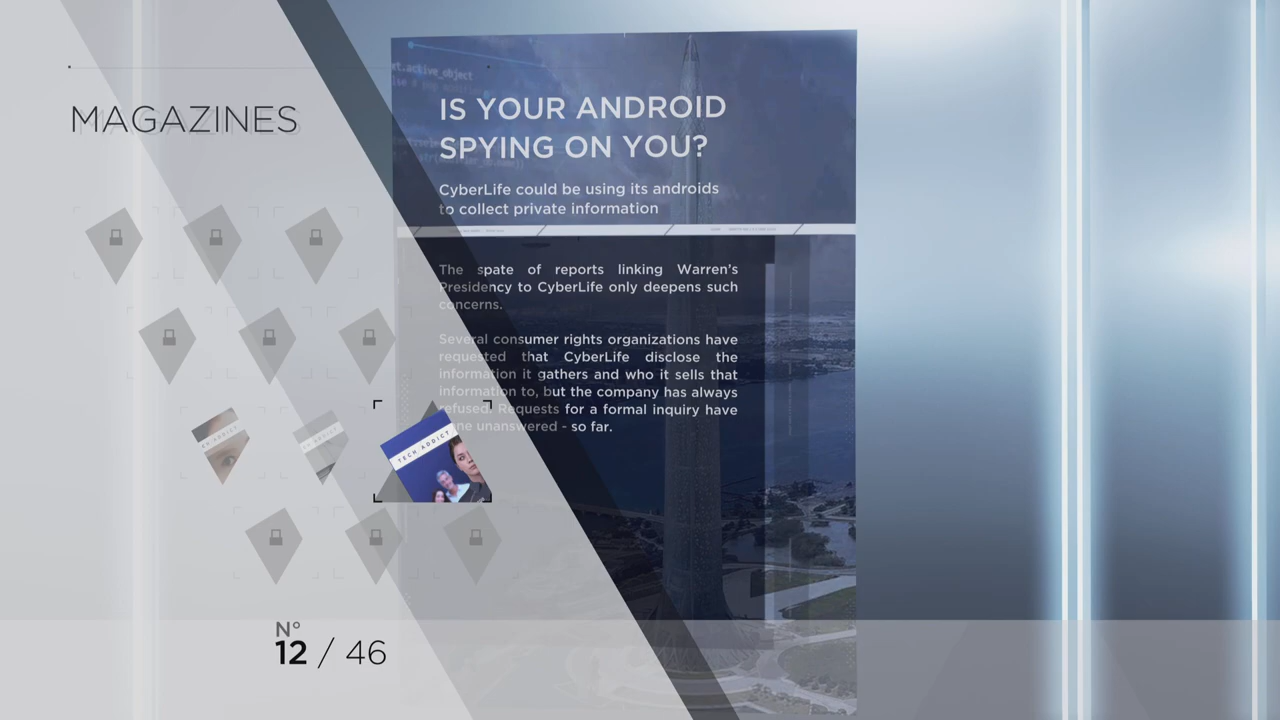 MAGAZINES
IS YOUR ANDROID
SPYING ON YOU?
CyberLife could be using its androids
to collect private information
The spate of reports linking Warren's
Presidency to CyberLife only deepens such
concerns.
Several consumer rights organizations have
requested that CyberLife disclose the
information it gathers and who it sells that
information to, but the company has always
refused. Requests for a formal inquiry have
gone unanswered - so far.
TECH ADDICT
N°
12 / 46